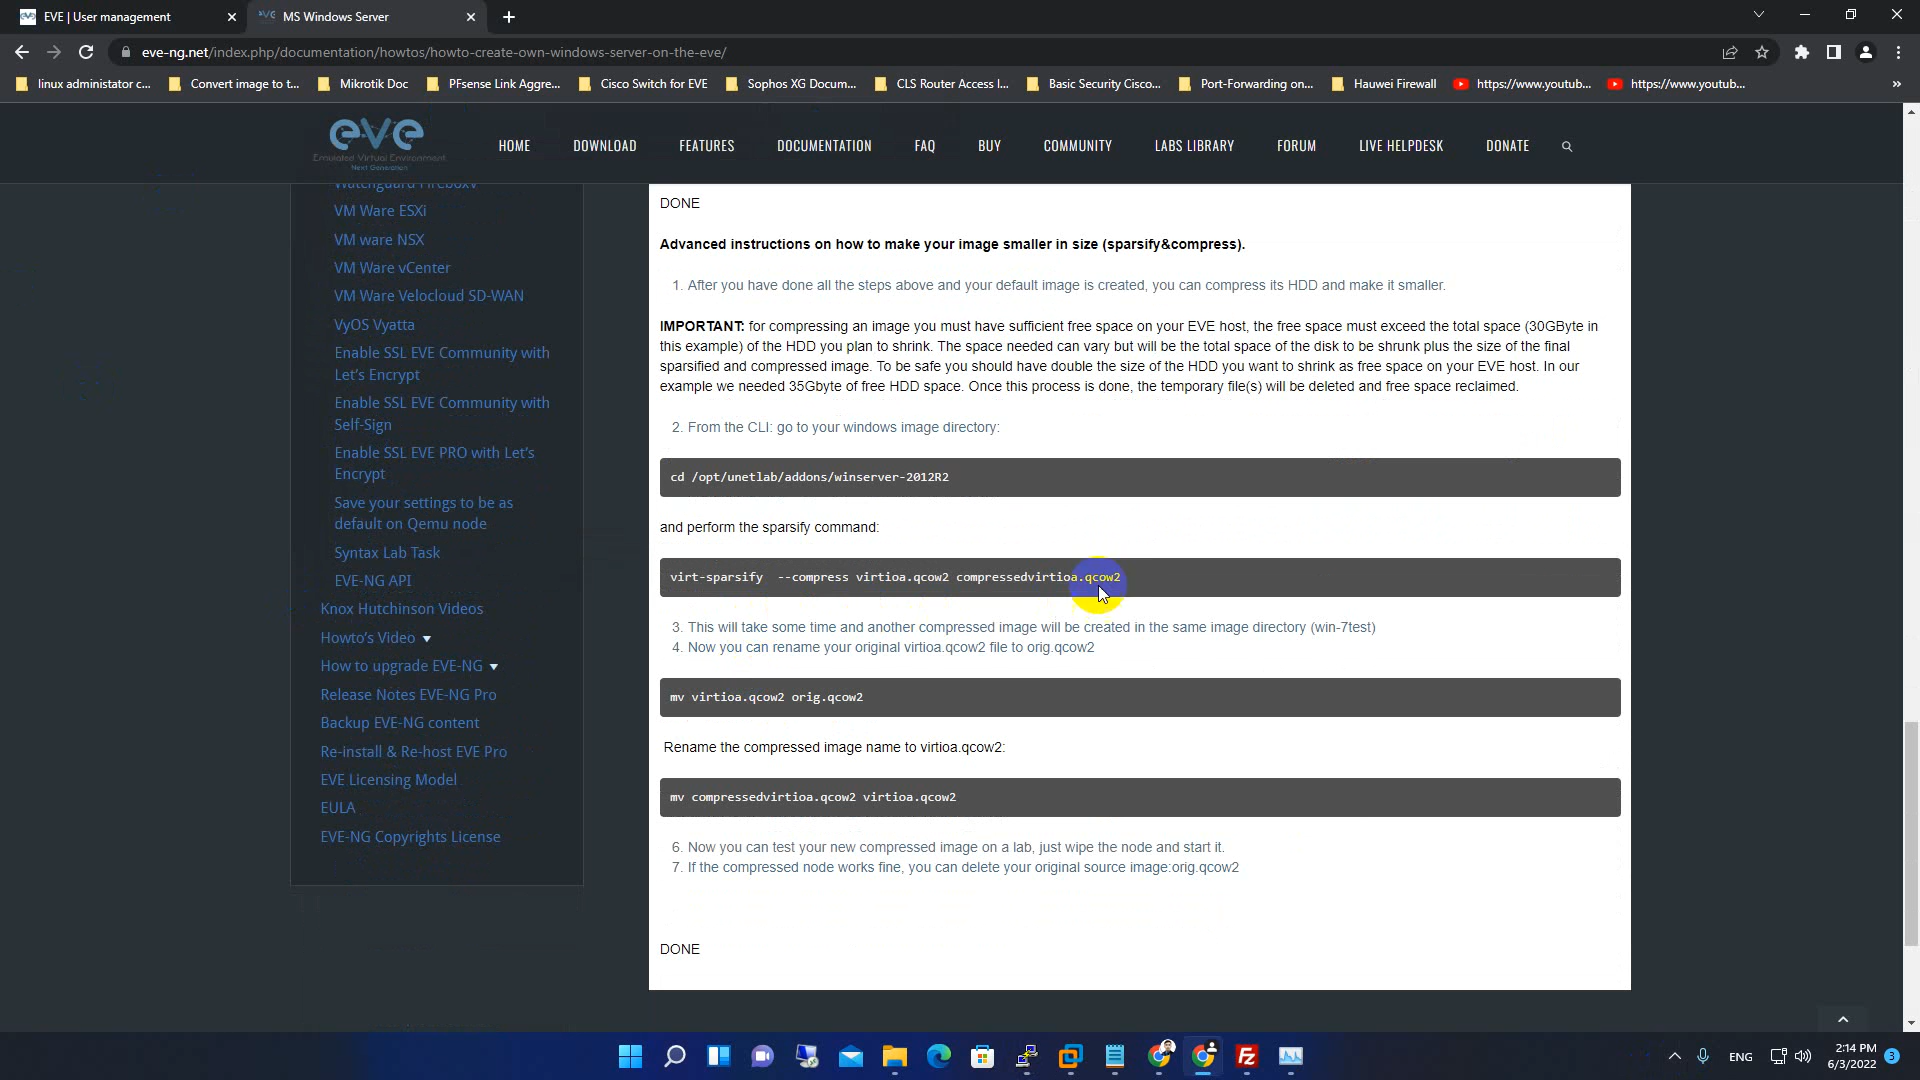 EVE | User management
MS Windows Server
eve-ng.net/index.php/documentation/howtos/howto-create-own-windows-server-on-the-eve/
linux administator c...
Convert image to t...
Mikrotik Doc
PFsense Link Aggre...
Cisco Switch for EVE
Sophos XG Docum...
CLS Router Access l...
Basic Security Cisco...
Port-Forwarding on...
Hauwei Firewall
https://www.youtub...
https://www.youtub...
»
eve
Emulated Virtual Environment
Next Generation
HOME
DOWNLOAD
FEATURES
DOCUMENTATION
FAQ
BUY
COMMUNITY
LABS LIBRARY
FORUM
LIVE HELPDESK
DONATE
Watchguard FireboxV
VM Ware ESXi
VM ware NSX
VM Ware vCenter
VM Ware Velocloud SD-WAN
VyOS Vyatta
Enable SSL EVE Community with
Let's Encrypt
Enable SSL EVE Community with
Self-Sign
Enable SSL EVE PRO with Let's
Encrypt
Save your settings to be as
default on Qemu node
Syntax Lab Task
EVE-NG API
Knox Hutchinson Videos
Howto's Video
How to upgrade EVE-NG
Release Notes EVE-NG Pro
Backup EVE-NG content
Re-install & Re-host EVE Pro
EVE Licensing Model
EULA
EVE-NG Copyrights License
DONE
Advanced instructions on how to make your image smaller in size (sparsify&compress).
1. After you have done all the steps above and your default image is created, you can compress its HDD and make it smaller.
IMPORTANT: for compressing an image you must have sufficient free space on your EVE host, the free space must exceed the total space (30GByte in
this example) of the HDD you plan to shrink. The space needed can vary but will be the total space of the disk to be shrunk plus the size of the final
sparsified and compressed image. To be safe you should have double the size of the HDD you want to shrink as free space on your EVE host. In our
example we needed 35Gbyte of free HDD space. Once this process is done, the temporary file(s) will be deleted and free space reclaimed.
2. From the CLI: go to your windows image directory:
cd /opt/unetlab/addons/winserver-2012R2
and perform the sparsify command:
virt-sparsify  --compress virtioa.qcow2 compressedvirtioa.qcow2
3. This will take some time and another compressed image will be created in the same image directory (win-7test)
4. Now you can rename your original virtioa.qcow2 file to orig.qcow2
mv virtioa.qcow2 orig.qcow2
Rename the compressed image name to virtioa.qcow2:
mv compressedvirtioa.qcow2 virtioa.qcow2
6. Now you can test your new compressed image on a lab, just wipe the node and start it.
7. If the compressed node works fine, you can delete your original source image:orig.qcow2
DONE
ENG
2:14 PM
6/3/2022
3